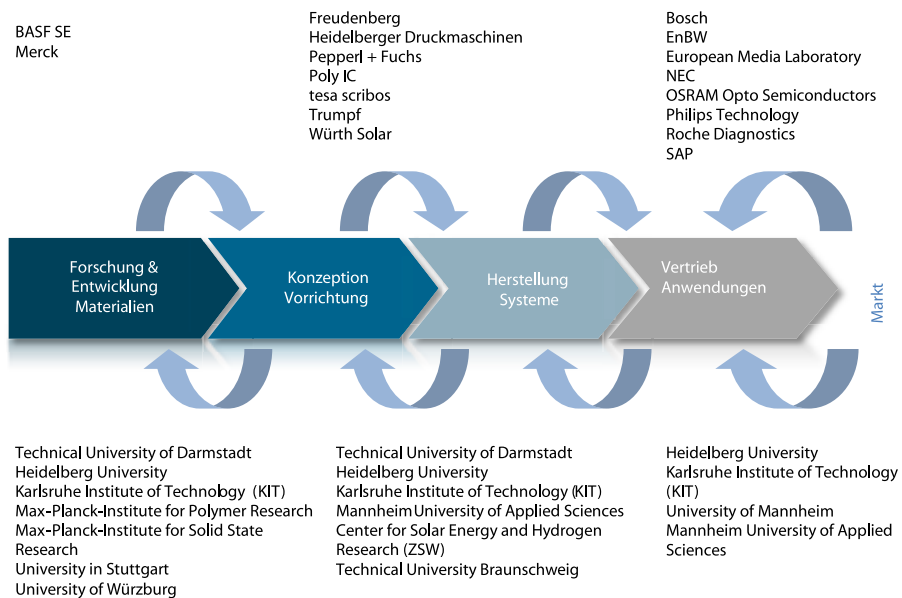 BASF SE
Merck
Freudenberg
Heidelberger Druckmaschinen
Pepperl + Fuchs
Poly IC
tesa scribos
Trumpf
Würth Solar
Bosch
EnBW
European Media Laboratory
NEC
OSRAM Opto Semiconductors
Philips Technology
Roche Diagnostics
SAP
Forschung &
Entwicklung
Materialien
Konzeption
Vorrichtung
Herstellung
Systeme
Vertrieb
Anwendungen
Markt
Technical University of Darmstadt
Heidelberg University
Karlsruhe Institute of Technology (KIT)
Max-Planck-Institute for Polymer Research
Max-Planck-Institute for Solid State
Research
University in Stuttgart
University of Würzburg
Technical University of Darmstadt
Heidelberg University
Karlsruhe Institute of Technology (KIT)
Mannheim University of Applied Sciences
Center for Solar Energy and Hydrogen
Research (ZSW)
Technical University Braunschweig
Heidelberg University
Karlsruhe Institute of Technology
(KIT)
University of Mannheim
Mannheim University of Applied
Sciences